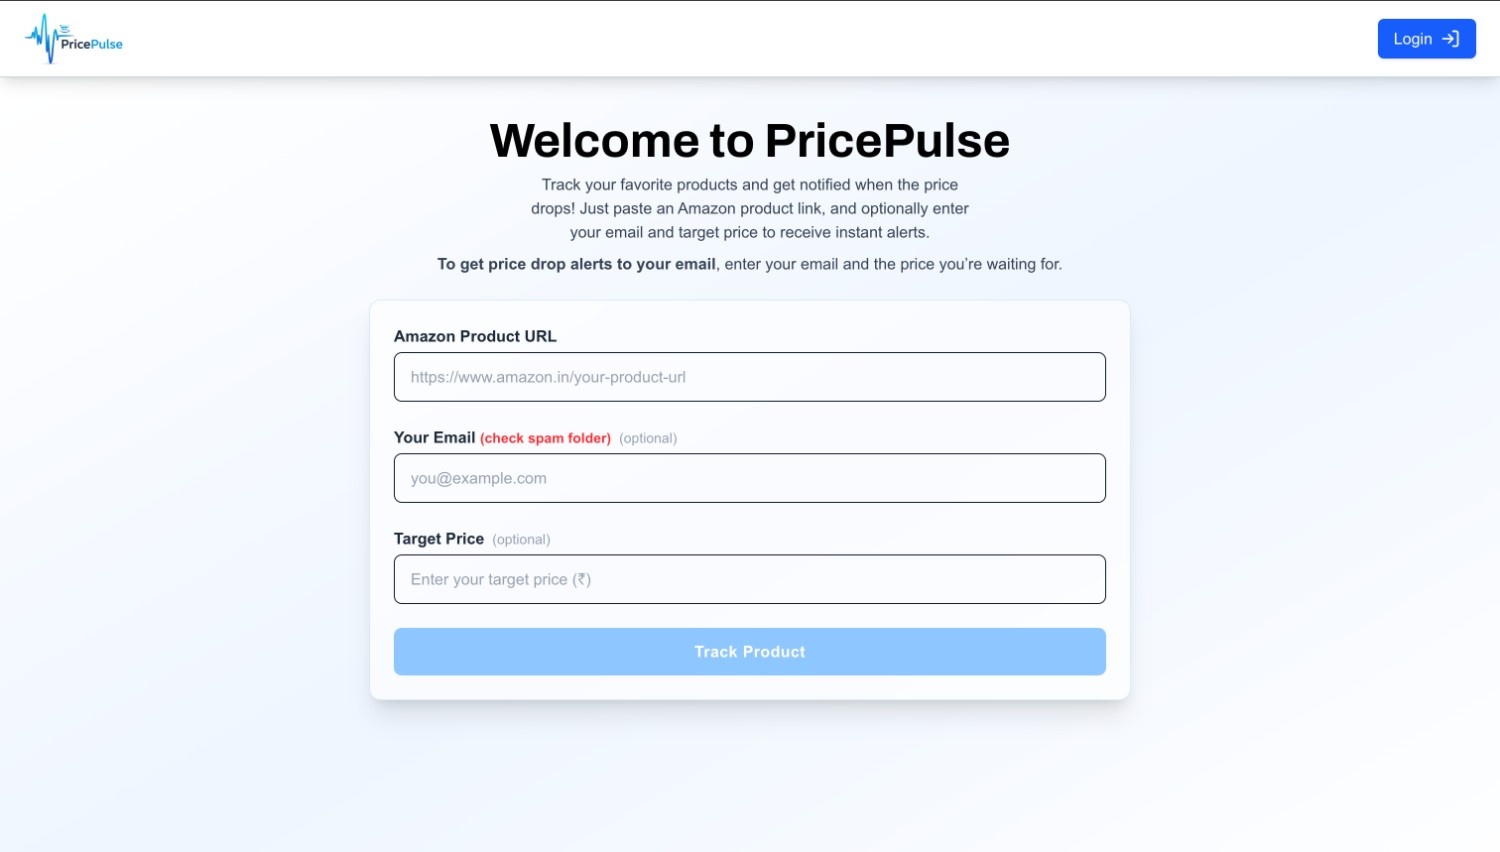 PricePulse
Login
Welcome to PricePulse
Track your favorite products and get notified when the price
drops! Just paste an Amazon product link, and optionally enter
your email and target price to receive instant alerts.
To get price drop alerts to your email, enter your email and the price you’re waiting for.
Amazon Product URL
https://www.amazon.in/your-product-url
Your Email (check spam folder) (optional)
you@example.com
Target Price (optional)
Enter your target price (₹)
Track Product